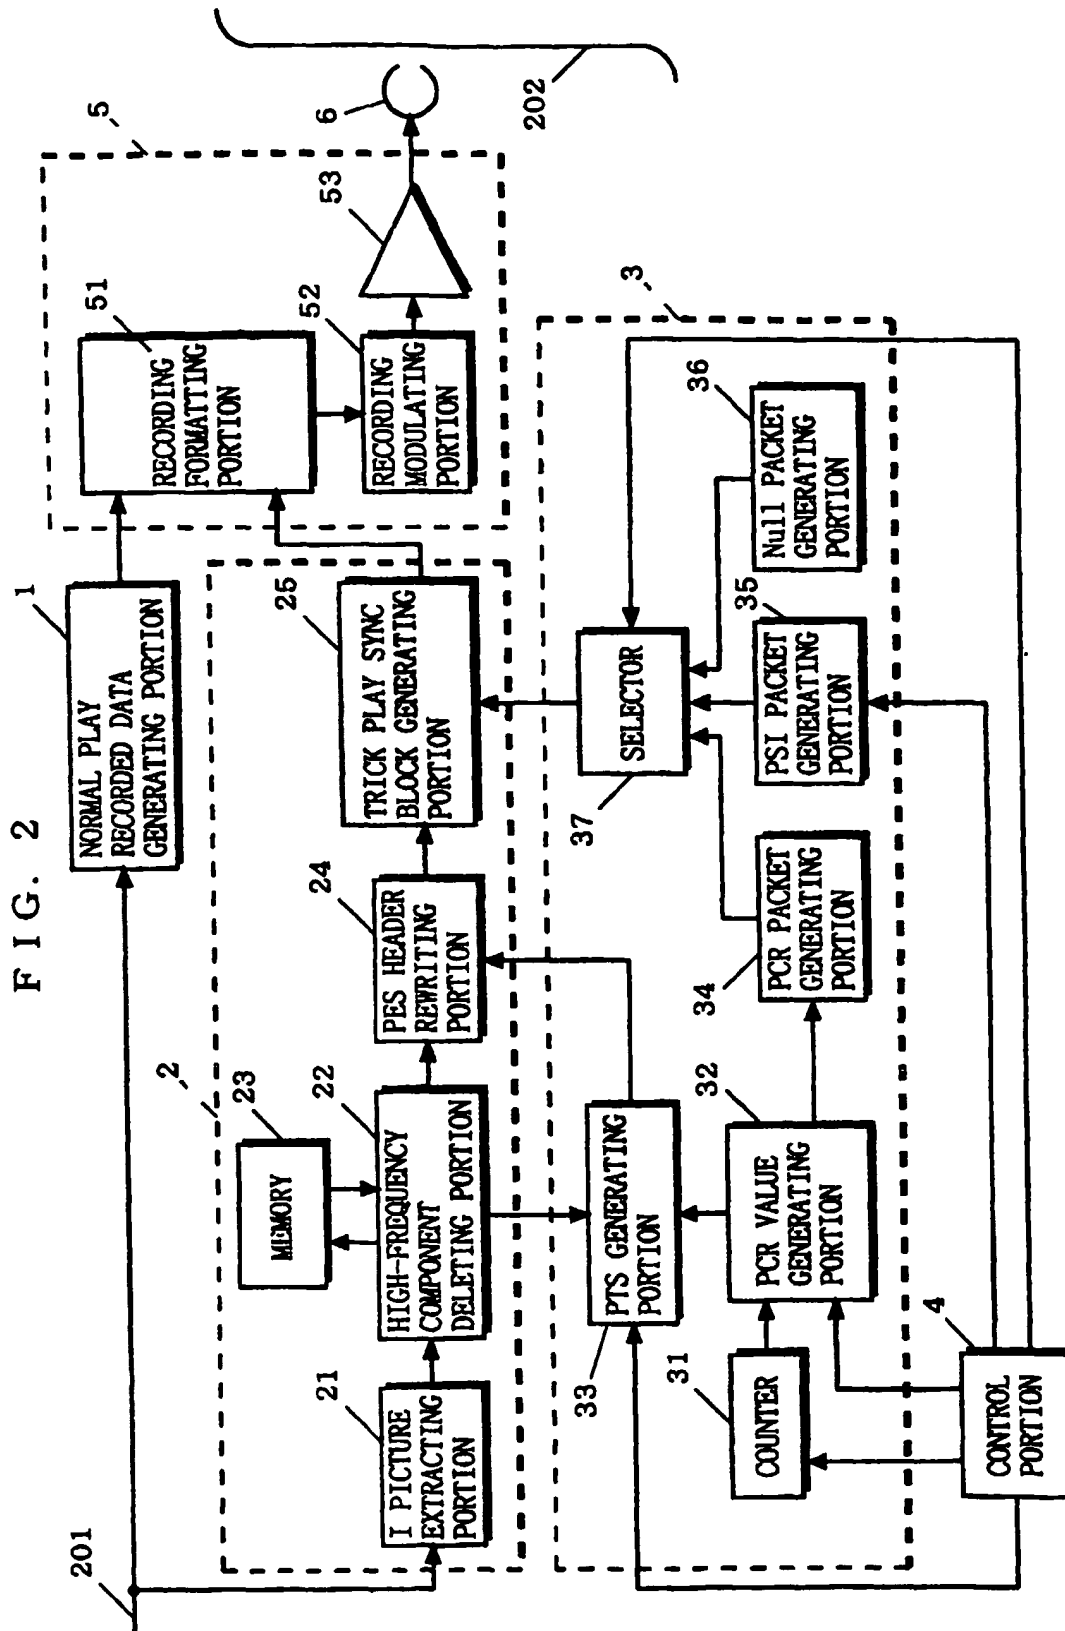 FIG. 2
201
1
NORMAL PLAY
RECORDED DATA
GENERATING PORTION
5
51
RECORDING
FORMATTING
PORTION
52
RECORDING
MODULATING
PORTION
53
6
202
2
23
MEMORY
21
I PICTURE
EXTRACTING
PORTION
22
HIGH-FREQUENCY
COMPONENT
DELETING PORTION
24
PES HEADER
REWRITING
PORTION
25
TRICK PLAY SYNC
BLOCK GENERATING
PORTION
3
33
PTS GENERATING
PORTION
37
SELECTOR
31
COUNTER
32
PCR VALUE
GENERATING
PORTION
34
PCR PACKET
GENERATING
PORTION
35
PSI PACKET
GENERATING
PORTION
36
Null PACKET
GENERATING
PORTION
4
CONTROL
PORTION